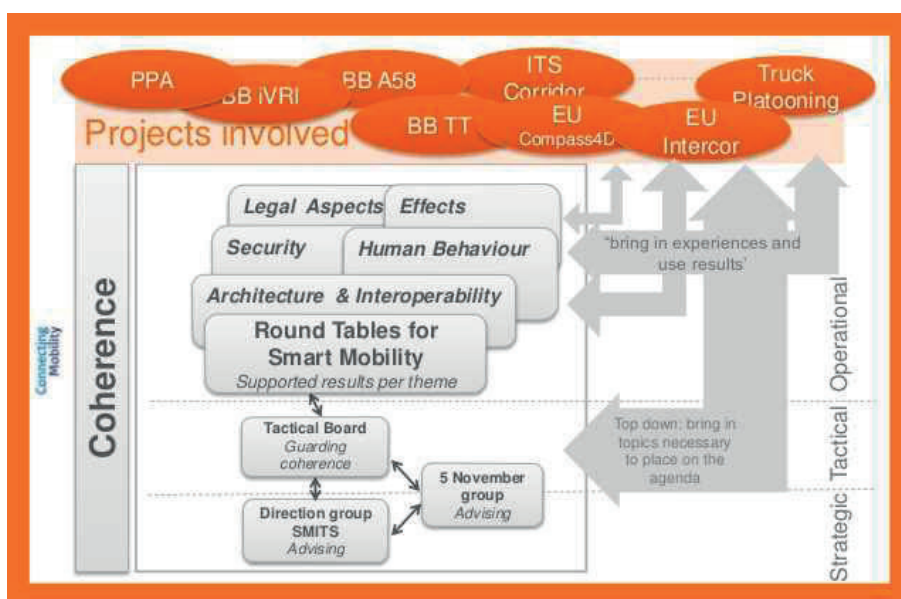 PPA
BB iVRI
BB A58
ITS
Corridor
Truck
Platooning
Projects involved
BB TT
EU
Compass4D
EU
Intercor
Legal Aspects
Effects
Security
Human Behaviour
Architecture & Interoperability
Round Tables for
Smart Mobility
Supported results per theme
"bring in experiences and
use results'
Connecting
Mobility
Coherence
Operational
Tactical
Strategic
Tactical Board
Guarding
coherence
Top down: bring in
topics necessary
to place on the
agenda
5 November
group
Advising
Direction group
SMITS
Advising